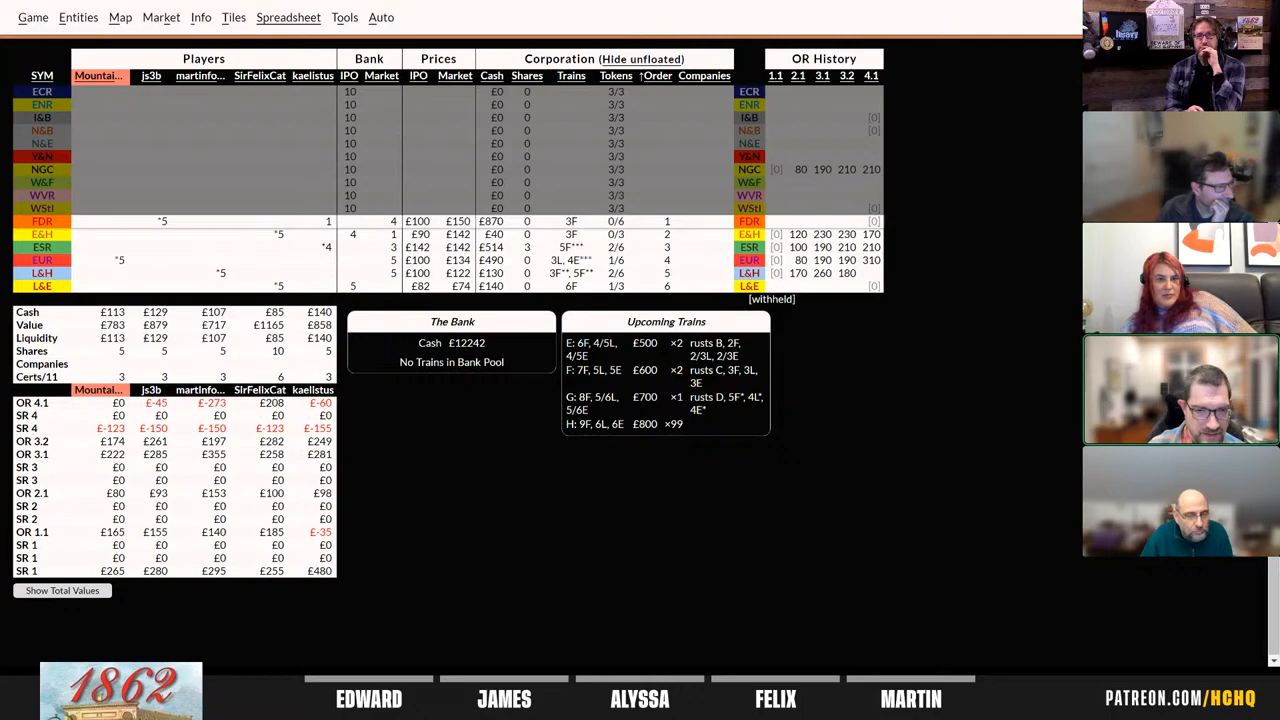 Game Entities Map Market Info Tiles Spreadsheet Tools Auto
Players Bank Prices Corporation (Hide unfloated) OR History
SYM Mountai... js3b martinfo... SirFelixCat kaelistus IPO Market IPO Market Cash Shares Trains Tokens ↑Order Companies 1.1 2.1 3.1 3.2 4.1
ECR 10 £0 0 3/3 ECR
ENR 10 £0 0 3/3 ENR
I&B 10 £0 0 3/3 I&B [0]
N&B 10 £0 0 3/3 N&B [0]
N&E 10 £0 0 3/3 N&E
Y&N 10 £0 0 3/3 Y&N
NGC 10 £0 0 3/3 NGC [0] 80 190 210 210
W&F 10 £0 0 3/3 W&F
WVR 10 £0 0 3/3 WVR
WStI 10 £0 0 3/3 WStI
FDR *5 1 4 £100 £150 £870 0 3F 0/6 1 FDR [0]
E&H *5 4 1 £90 £142 £40 0 3F 0/3 2 E&H [0] 120 230 230 170
ESR *4 3 £142 £142 £514 3 5F*** 2/6 3 ESR [0] 100 190 210 210
EUR *5 5 £100 £134 £490 0 3L, 4E*** 1/6 4 EUR [0] 80 190 190 310
L&H *5 5 £100 £122 £130 0 3F**, 5F** 2/6 5 L&H [0] 170 260 180
L&E *5 5 £82 £74 £140 0 6F 1/3 6 L&E [0]
[withheld]
Cash £113 £129 £107 £85 £140
Value £783 £879 £717 £1165 £858
Liquidity £113 £129 £107 £85 £140
Shares 5 5 5 10 5
Companies
Certs/11 3 3 3 6 3
Mountai... js3b martinfo... SirFelixCat kaelistus
OR 4.1 £0 £-45 £-273 £208 £-60
SR 4 £0 £0 £0 £0 £0
SR 4 £-123 £-150 £-150 £-123 £-155
OR 3.2 £174 £261 £197 £282 £249
OR 3.1 £222 £285 £355 £258 £281
SR 3 £0 £0 £0 £0 £0
SR 3 £0 £0 £0 £0 £0
OR 2.1 £80 £93 £153 £100 £98
SR 2 £0 £0 £0 £0 £0
SR 2 £0 £0 £0 £0 £0
OR 1.1 £165 £155 £140 £185 £-35
SR 1 £0 £0 £0 £0 £0
SR 1 £0 £0 £0 £0 £0
SR 1 £265 £280 £295 £255 £480
Show Total Values
The Bank
Cash £12242
No Trains in Bank Pool
Upcoming Trains
E: 6F, 4/5L, £500 ×2 rusts B, 2F,
4/5E 2/3L, 2/3E
F: 7F, 5L, 5E £600 ×2 rusts C, 3F, 3L,
3E
G: 8F, 5/6L, £700 ×1 rusts D, 5F*, 4L*,
5/6E 4E*
H: 9F, 6L, 6E £800 ×99
1862
1862
EDWARD JAMES ALYSSA FELIX MARTIN
PATREON.COM/HCHQ